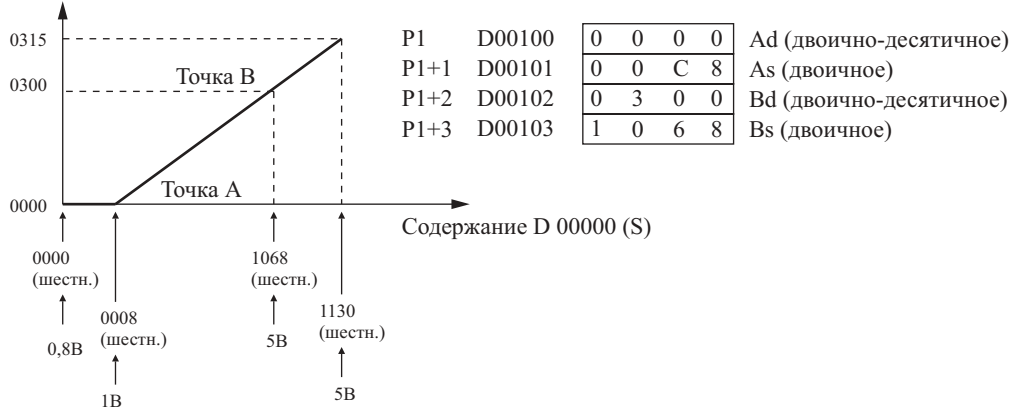 0315
0300
0000
Точка B
Точка A
P1 D00100 0 0 0 0 Ad (двоично-десятичное)
P1+1 D00101 0 0 C 8 As (двоичное)
P1+2 D00102 0 3 0 0 Bd (двоично-десятичное)
P1+3 D00103 1 0 6 8 Bs (двоичное)
Содержание D 00000 (S)
0000
(шестн.)
0,8В
0008
(шестн.)
1В
1068
(шестн.)
5В
1130
(шестн.)
5В